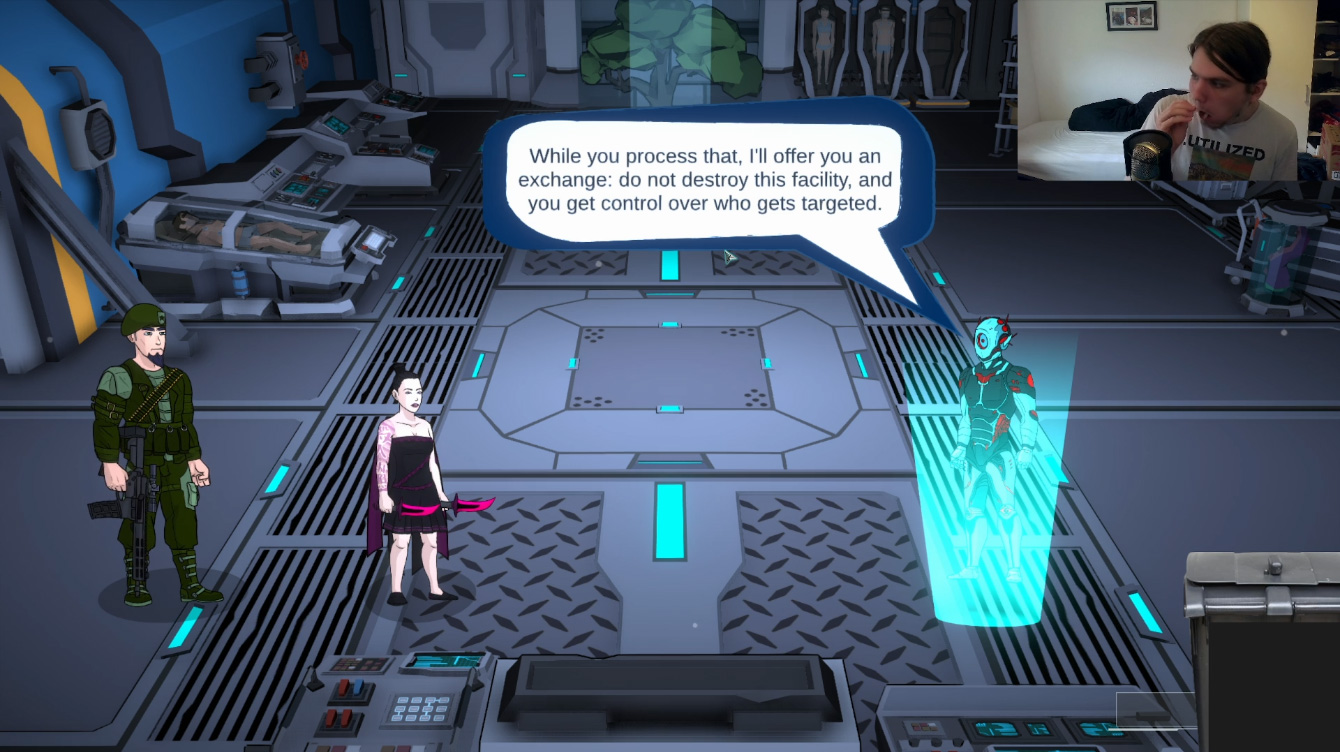 While you process that, I'll offer you an
exchange: do not destroy this facility, and
you get control over who gets targeted.
.UTILIZED